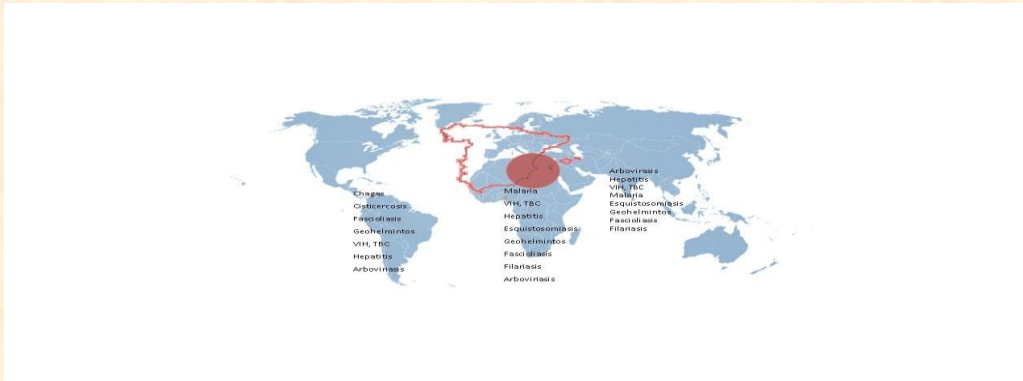 Chagas
Cisticercosis
Fascioliasis
Geohelmintos
VIH, TBC
Hepatitis
Arboviriasis
Malaria
VIH, TBC
Hepatitis
Esquistosomiasis
Geohelmintos
Fascioliasis
Filariasis
Arboviriasis
Arboviriasis
Hepatitis
VIH, TBC
Malaria
Esquistosomiasis
Geohelmintos
Fascioliasis
Filariasis